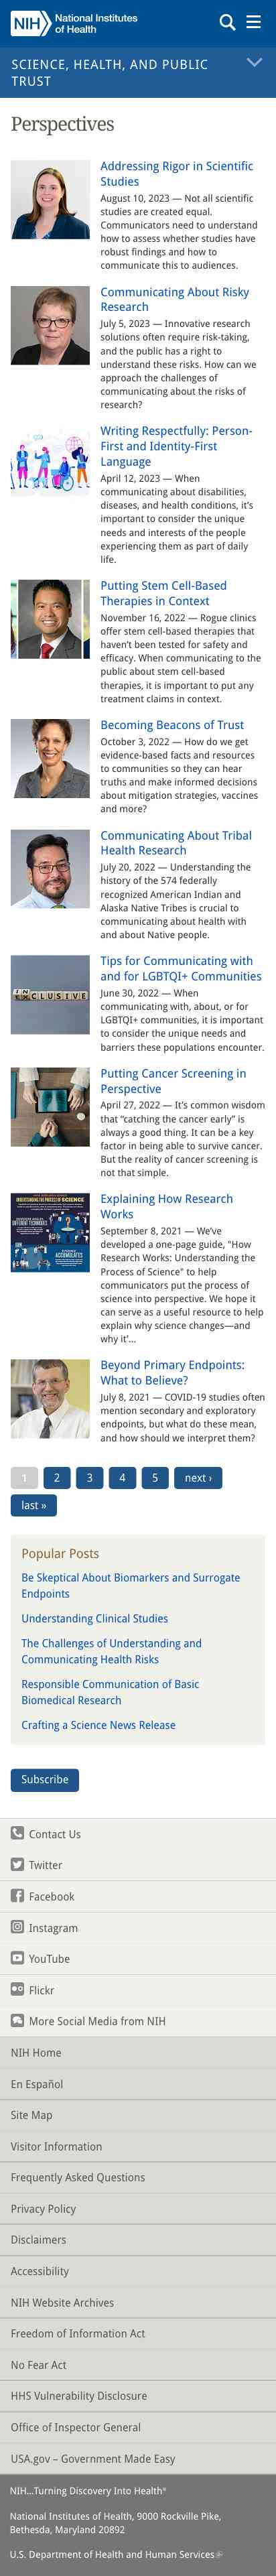 NIH National Institutes
of Health
SCIENCE, HEALTH, AND PUBLIC
TRUST
Perspectives
Addressing Rigor in Scientific
Studies
August 10, 2023 — Not all scientific
studies are created equal.
Communicators need to understand
how to assess whether studies have
robust findings and how to
communicate this to audiences.
Communicating About Risky
Research
July 5, 2023 — Innovative research
solutions often require risk-taking,
and the public has a right to
understand these risks. How can we
approach the challenges of
communicating about the risks of
research?
Writing Respectfully: Person-
First and Identity-First
Language
April 12, 2023 — When
communicating about disabilities,
diseases, and health conditions, it's
important to consider the unique
needs and interests of the people
experiencing them as part of daily
life.
Putting Stem Cell-Based
Therapies in Context
November 16, 2022 — Rogue clinics
offer stem cell-based therapies that
haven't been tested for safety and
efficacy. When communicating to the
public about stem cell-based
therapies, it is important to put any
treatment claims in context.
Becoming Beacons of Trust
October 3, 2022 — How do we get
evidence-based facts and resources
to communities so they can hear
truths and make informed decisions
about mitigation strategies, vaccines
and more?
Communicating About Tribal
Health Research
July 20, 2022 — Understanding the
history of the 574 federally
recognized American Indian and
Alaska Native Tribes is crucial to
communicating about health with
and about Native people.
Tips for Communicating with
and for LGBTQI+ Communities
INEXCLUSIVE
June 30, 2022 — When
communicating with, about, or for
LGBTQI+ communities, it is important
to consider the unique needs and
barriers these populations encounter.
Putting Cancer Screening in
Perspective
April 27, 2022 — It's common wisdom
that "catching the cancer early" is
always a good thing. It can be a key
factor in being able to survive cancer.
But the reality of cancer screening is
not that simple.
Explaining How Research
Works
UNDERSTANDING THE PROCESS OF SCIENCE
DIFFERENT TECHNIQUES
ACCUMULATES
September 8, 2021 — We've
developed a one-page guide, "How
Research Works: Understanding the
Process of Science" to help
communicators put the process of
science into perspective. We hope it
can serve as a useful resource to help
explain why science changes—and
why it'...
Beyond Primary Endpoints:
What to Believe?
July 8, 2021 — COVID-19 studies often
mention secondary and exploratory
endpoints, but what do these mean,
and how should we interpret them?
1 2 3 4 5 next ›
last »
Popular Posts
Be Skeptical About Biomarkers and Surrogate
Endpoints
Understanding Clinical Studies
The Challenges of Understanding and
Communicating Health Risks
Responsible Communication of Basic
Biomedical Research
Crafting a Science News Release
Subscribe
Contact Us
Twitter
Facebook
Instagram
YouTube
Flickr
More Social Media from NIH
NIH Home
En Español
Site Map
Visitor Information
Frequently Asked Questions
Privacy Policy
Disclaimers
Accessibility
NIH Website Archives
Freedom of Information Act
No Fear Act
HHS Vulnerability Disclosure
Office of Inspector General
USA.gov – Government Made Easy
NIH...Turning Discovery Into Health®
National Institutes of Health, 9000 Rockville Pike,
Bethesda, Maryland 20892
U.S. Department of Health and Human Services